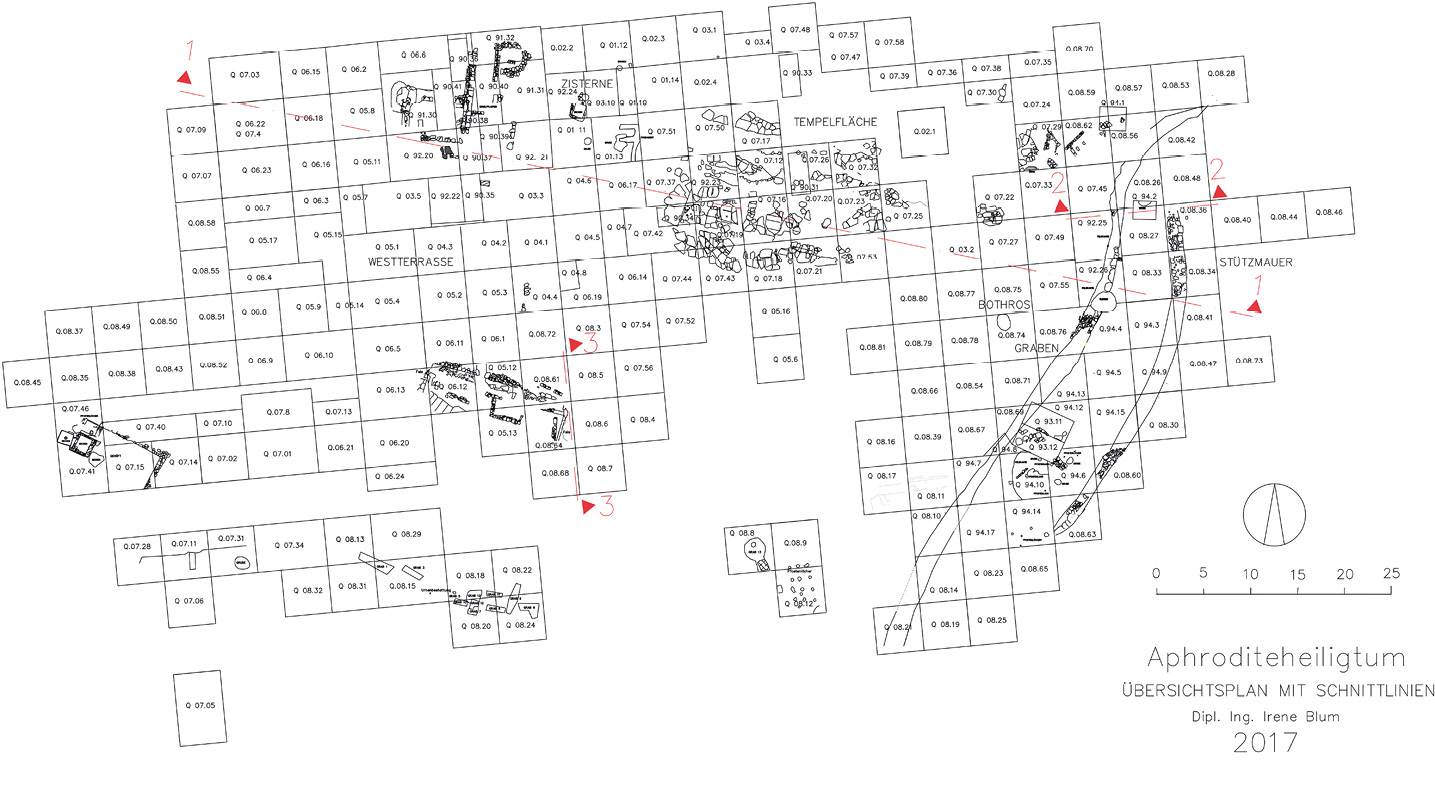 1
Q 07.03
Q 06.15
Q 06.2
Q 06.6
Q 90.36
Q 91.32
Q.02.2
Q 01.12
Q 02.3
Q 03.1
Q 03.4
Q 07.48
Q 07.57
Q 07.47
Q 07.58
Q 07.39
Q 07.36
Q 07.38
Q 07.35
Q.08.70
Q.08.28
Q.08.53
Q.08.57
Q.08.59
Q 07.24
Q 07.30
Q 90.33
Q 02.4
Q 01.14
ZISTERNE
Q 92.24
Q 93.10
Q 91.31
Q 90.40
Q 90.41
Q 91.30
Q 90.38
Q 90.39
Q 05.8
Q 06.18
Q 06.22
Q 07.4
Q 07.09
Q 07.07
Q 06.23
Q 06.16
Q 05.11
Q 92.20
Q 90.37
Q 92. 21
Q 01 11
Q 01.13
Q 07.51
Q 07.50
Q 07.17
TEMPELFLÄCHE
Q 02.1
Q 07.29
Q.08.62
Q 91.1
Q.08.56
Q.08.42
Q 07.12
Q 07.26
Q 07.32
Q 90.31
Q 92.23
Q 07.37
Q 06.17
Q 04.6
Q 03.3
Q 90.35
Q 92.22
Q 03.5
Q 05.7
Q 06.3
Q 00.7
Q 08.58
Q 05.17
Q 05.15
Q 05.1
Q 04.3
Q 04.2
Q 04.1
Q 04.5
Q 04.7
Q 07.42
Q 07.19
Q 07.16
Q 07.20
Q 07.23
Q 07.25
Q 07.22
Q 07.33
2
Q 07.45
Q 08.26
Q 94.2
Q.08.48
2
Q.08.36
Q 08.40
Q 08.44
Q 08.46
WESTTERRASSE
Q 08.55
Q 06.4
Q 03.2
Q 07.27
Q 07.49
Q 92.25
Q 08.27
STÜTZMAUER
Q 07.53
Q 07.21
Q 07.18
Q 07.43
Q 07.44
Q 06.14
Q 04.8
Q 06.19
Q 04.4
Q 05.3
Q 05.2
Q 05.4
Q 05.14
Q 05.9
Q 00.0
Q.08.51
Q.08.50
Q.08.49
Q.08.37
Q 92.26
Q 07.55
Q.08.33
Q.08.34
Q.08.75
Q.08.77
Q.08.80
BOTHROS
1
Q 05.16
Q 07.52
Q 07.54
Q 08.3
Q.08.72
Q 06.1
Q 06.11
Q 06.5
Q 06.10
Q 06.9
Q.08.52
Q.08.43
Q.08.38
Q.08.35
Q.08.45
3
Q 05.6
Q.08.81
Q.08.79
Q.08.78
Q 08.74
Q.08.76
Q 94.4
Q 94.3
Q 08.41
GRABEN
Q.08.47
Q.08.73
Q 07.56
Q 08.5
Q.08.61
Q 05.12
Q 06.12
Q 06.13
Q.08.66
Q 08.54
Q.08.71
Q 94.5
Q 94.9
Q.07.46
Q 07.40
Q 07.10
Q 07.8
Q 07.13
Q 06.20
Q 05.13
Q 08.64
Q 08.6
Q 08.4
Q 94.13
Q 94.12
Q 94.15
Q.08.69
Q 93.11
Q 93.12
Q 08.30
Q 08.16
Q 08.39
Q 08.67
Q 94.8
Q 94.7
Q 07.41
Q 07.15
Q 07.14
Q 07.02
Q 07.01
Q 06.21
Q 06.24
Q.08.68
Q 08.7
3
Q 08.17
Q 08.11
Q 94.10
Q 94.6
Q 08.60
Q 08.10
Q 94.17
Q 94.14
Q 08.63
Q.07.28
Q.07.11
Q 07.31
Q 07.34
Q 08.13
Q 08.29
Q 08.8
Q 08.9
Q 08.12
Q 08.23
Q 08.65
Q 08.14
Q 07.06
Q 08.32
Q 08.31
Q 08.15
Q 08.18
Q 08.22
Q 08.20
Q 08.24
Q 08.21
Q 08.19
Q 08.25
Q 07.05
0 5 10 15 20 25
Aphroditeheiligtum
ÜBERSICHTSPLAN MIT SCHNITTLINIEN
Dipl. Ing. Irene Blum
2017